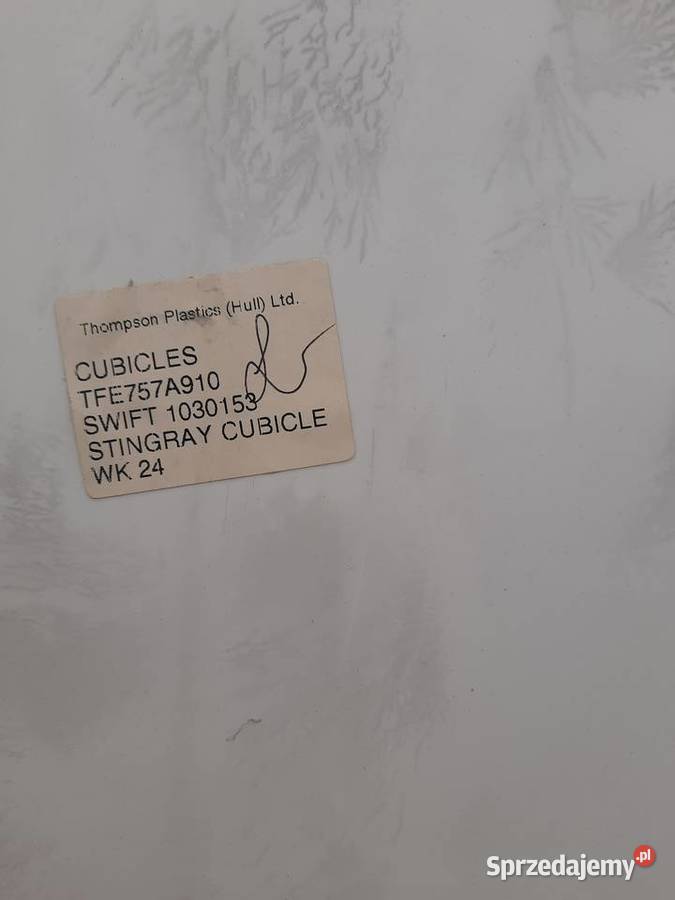 Thompson Plastics (Hull) Ltd.
CUBICLES
TFE757A910
SWIFT 1030153
STINGRAY CUBICLE
WK 24
Sprzedajemy.pl